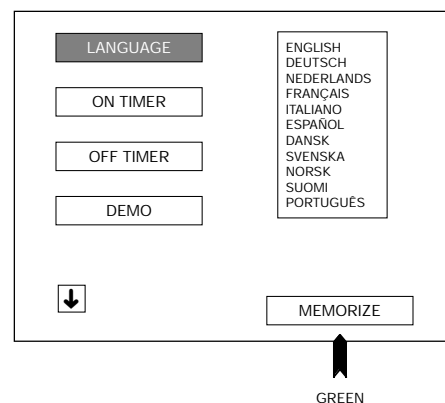 LANGUAGE
ON TIMER
OFF TIMER
DEMO
ENGLISH
DEUTSCH
NEDERLANDS
FRANÇAIS
ITALIANO
ESPAÑOL
DANSK
SVENSKA
NORSK
SUOMI
PORTUGUÊS
MEMORIZE
GREEN